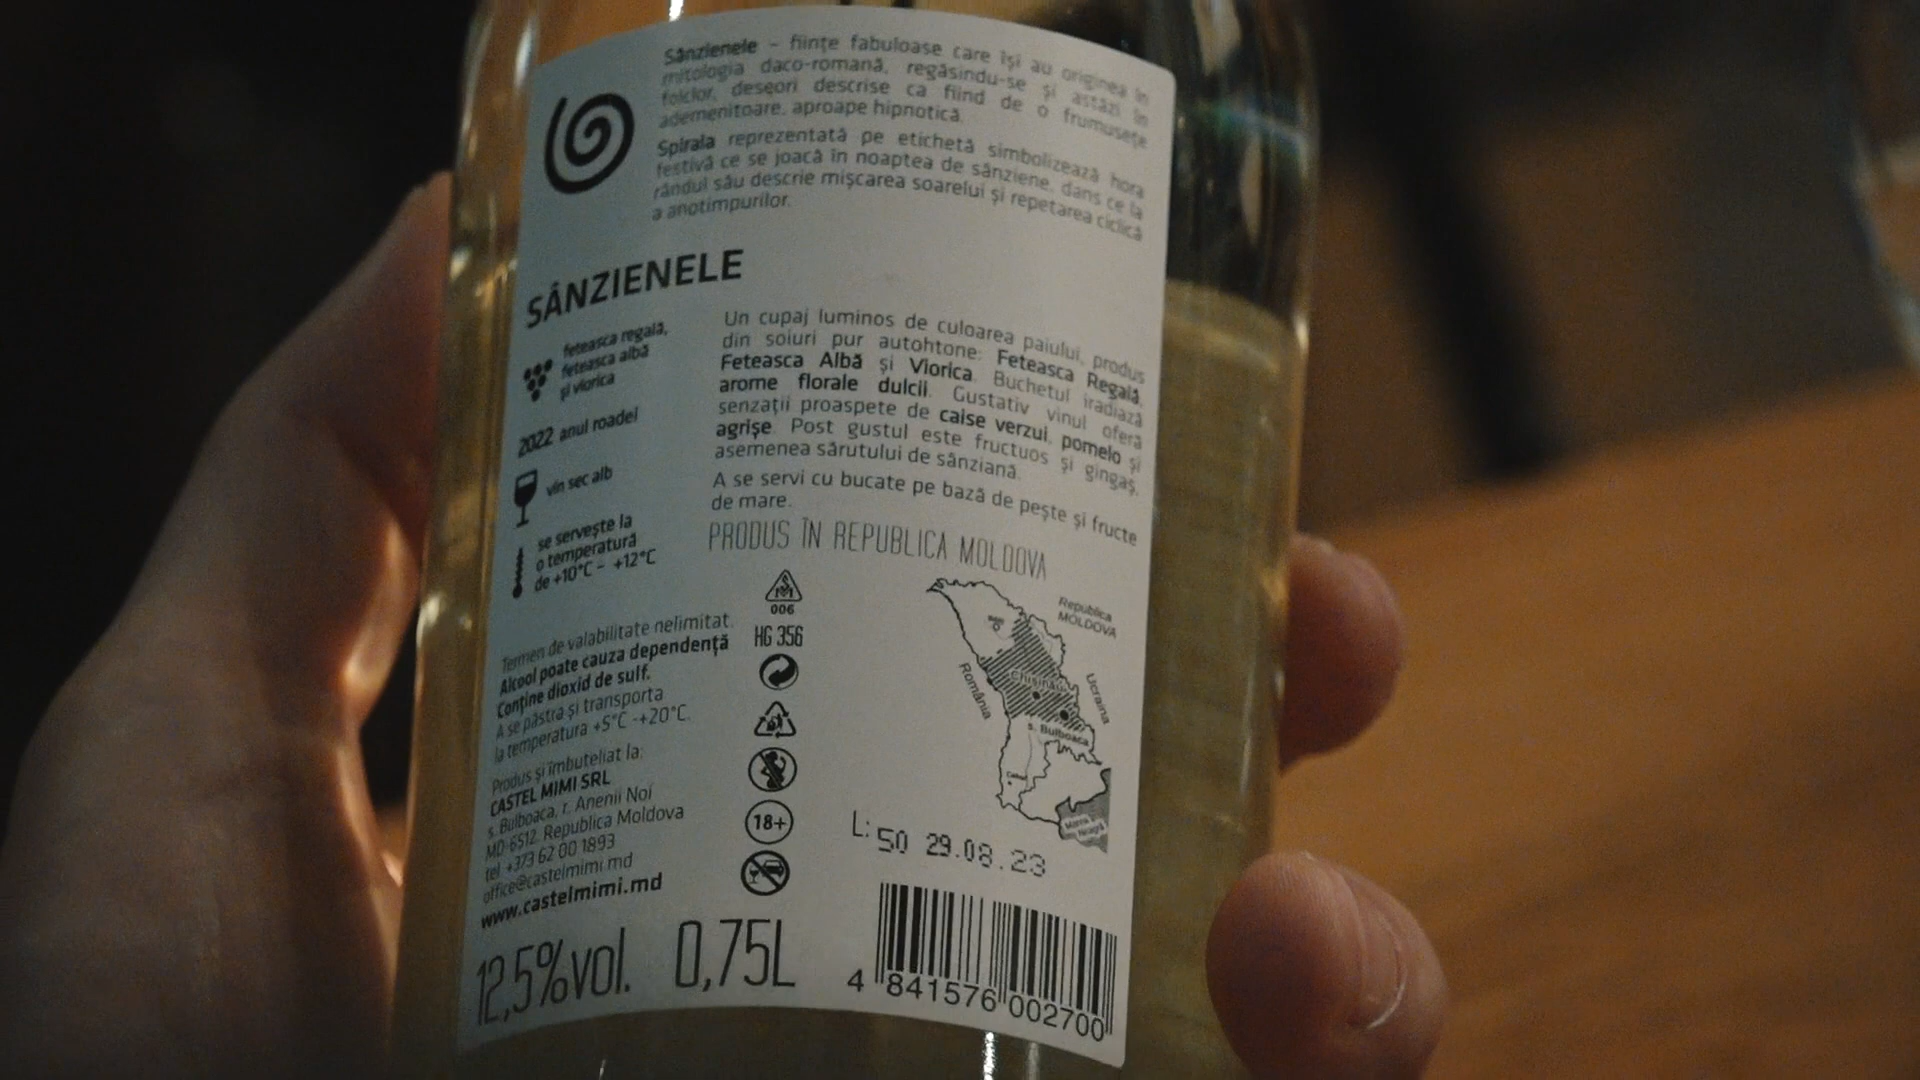 Sânzienele – ființe fabuloase care își au originea în
mitologia daco-romană, regăsindu-se și astăzi în
folclor, deseori descrise ca fiind de o frumusețe
ademenitoare, aproape hipnotică.
Spirala reprezentată pe etichetă simbolizează hora
festivă ce se joacă în noaptea de sânziene, dans ce la
rândul său descrie mișcarea soarelui și repetarea ciclică
a anotimpurilor.
SÂNZIENELE
feteasca regală,
feteasca albă
și viorica
2022 anul roadei
vin sec alb
se servește la
o temperatură
de +10°C – +12°C
Un cupaj luminos de culoarea paiului, produs
din soiuri pur autohtone: Feteasca Regală,
Feteasca Albă și Viorica. Buchetul iradiază
arome florale dulcii. Gustativ vinul oferă
senzații proaspete de caise verzui, pomelo și
agrișe. Post gustul este fructuos și gingaș,
asemenea sărutului de sânziană.
A se servi cu bucate pe bază de pește și fructe
de mare.
PRODUS ÎN REPUBLICA MOLDOVA
Termen de valabilitate nelimitat.
Alcool poate cauza dependență
Conține dioxid de sulf.
A se păstra și transporta
la temperatura +5°C -+20°C.
Produs și îmbuteliat la:
CASTEL MIMI SRL
s. Bulboaca, r. Anenii Noi
MD-6512, Republica Moldova
tel +373 62 00 1893
office@castelmimi.md
www.castelmimi.md
12,5%vol. 0,75L
006
HG 356
18+
Republica
MOLDOVA
România
Chișinău
Ucraina
s. Bulboaca
Marea
Neagră
L: 50 29.08.23
4 841576 002700